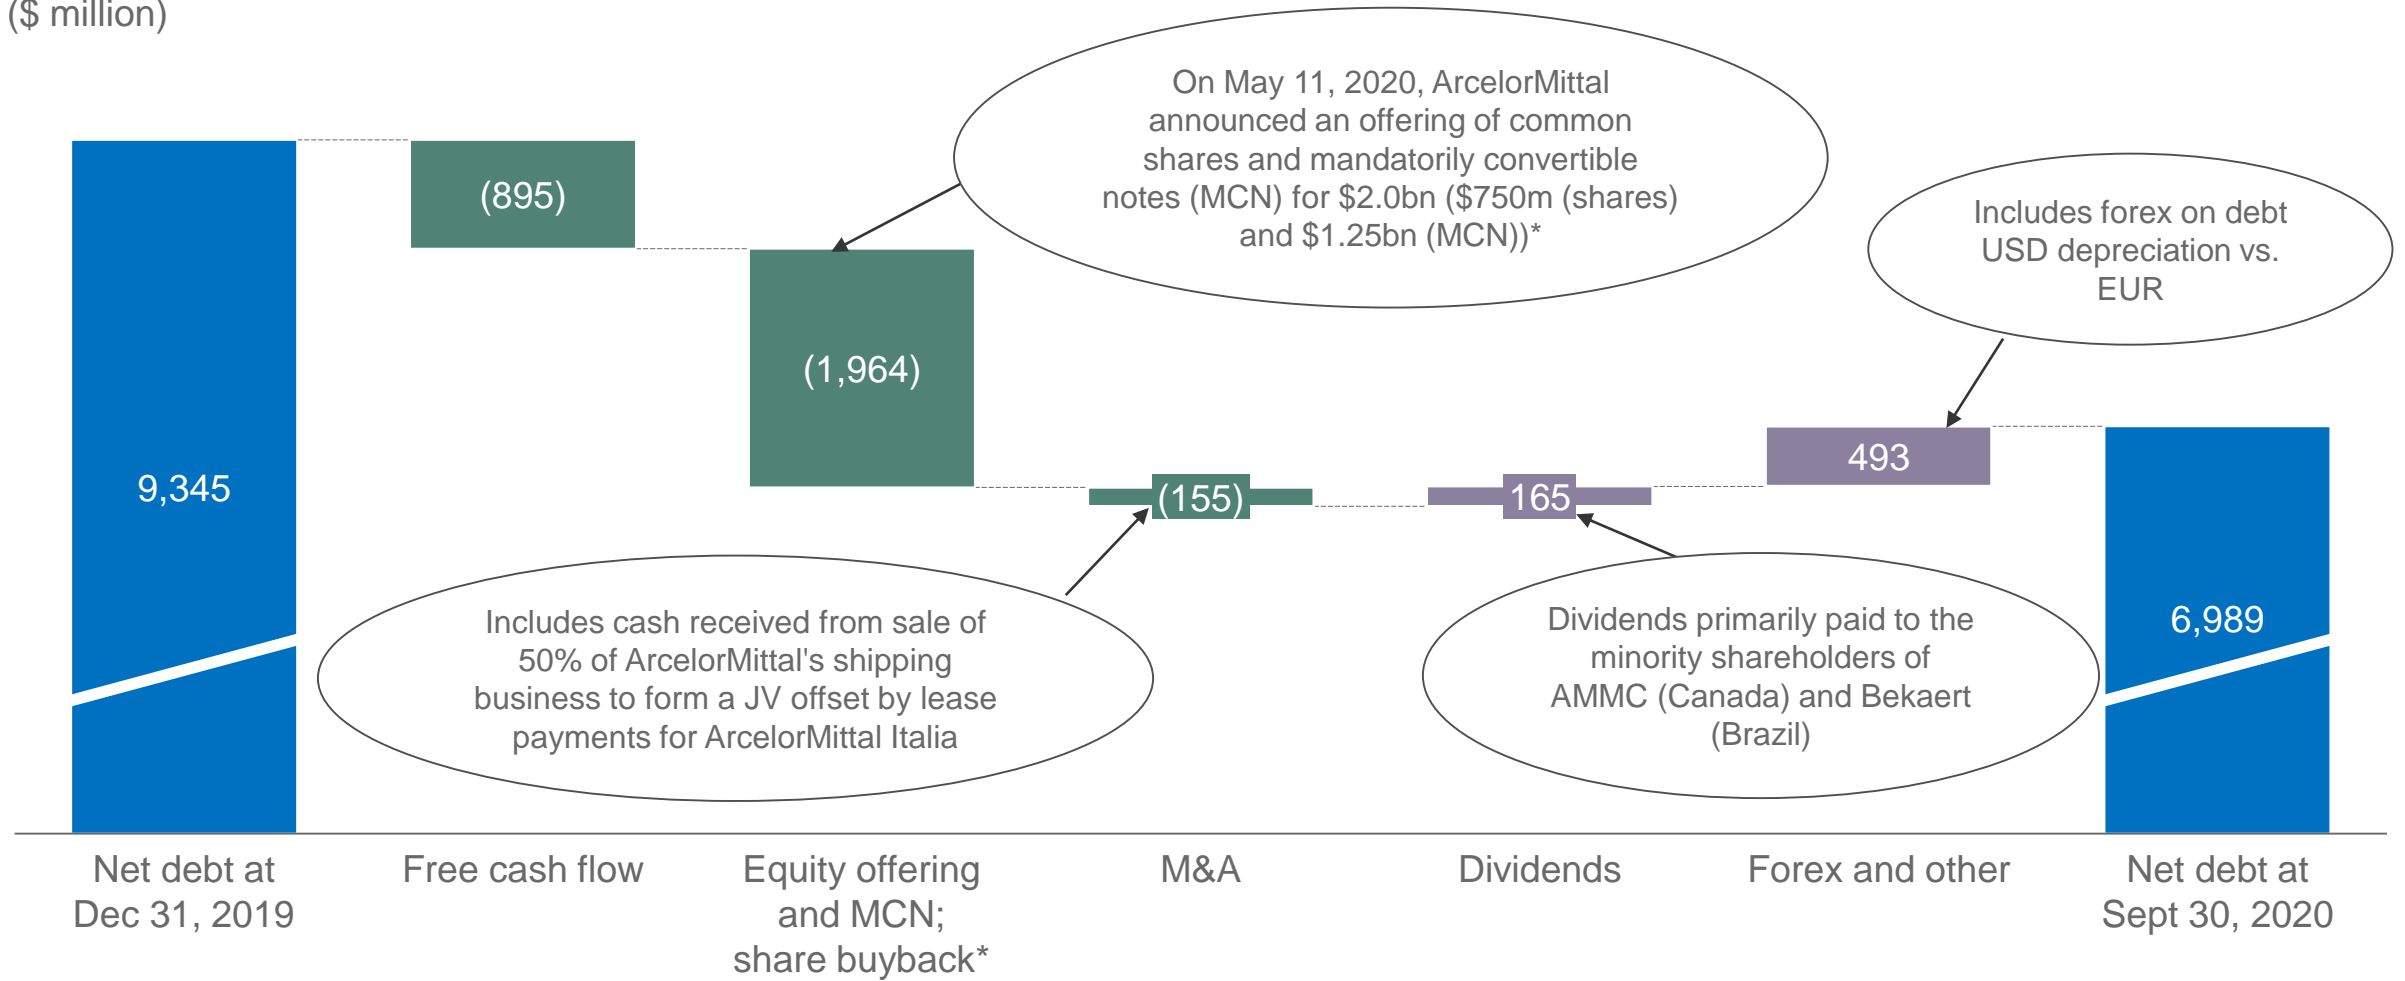 ($ million)
On May 11, 2020, ArcelorMittal
announced an offering of common
shares and mandatorily convertible
notes (MCN) for $2.0bn ($750m (shares)
and $1.25bn (MCN))*
Includes forex on debt
USD depreciation vs.
EUR
9,345
(895)
(1,964)
(155)
165
493
6,989
Includes cash received from sale of
50% of ArcelorMittal's shipping
business to form a JV offset by lease
payments for ArcelorMittal Italia
Dividends primarily paid to the
minority shareholders of
AMMC (Canada) and Bekaert
(Brazil)
Net debt at
Dec 31, 2019
Free cash flow
Equity offering
and MCN;
share buyback*
M&A
Dividends
Forex and other
Net debt at
Sept 30, 2020